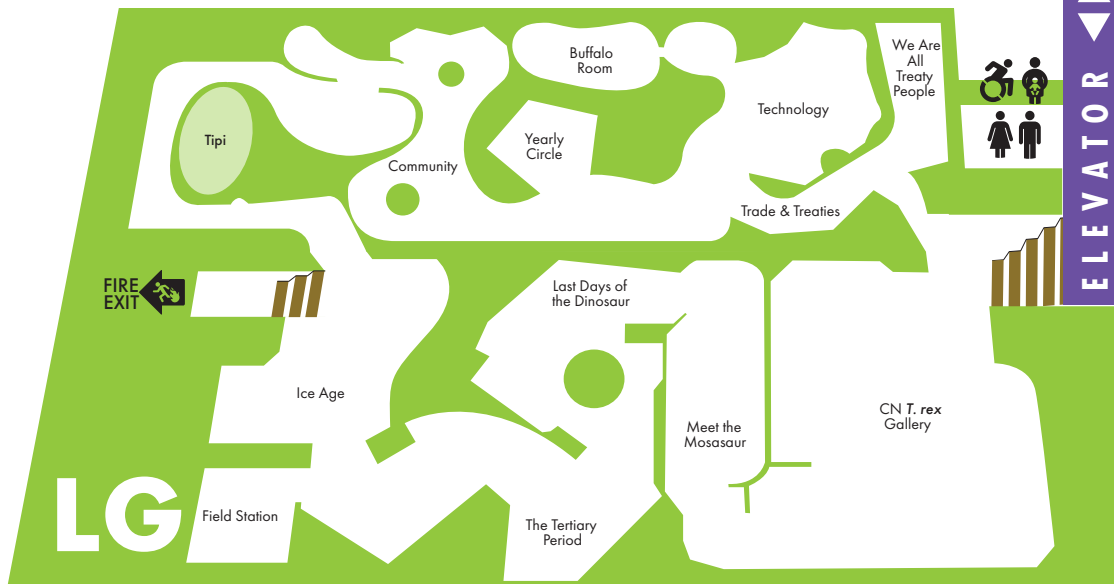 Buffalo
Room
We Are
All
Treaty
People
Technology
Tipi
Yearly
Circle
Community
Trade & Treaties
ELEVATOR
FIRE
EXIT
Last Days of
the Dinosaur
Ice Age
Meet the
Mosasaur
CN T. rex
Gallery
LG
Field Station
The Tertiary
Period